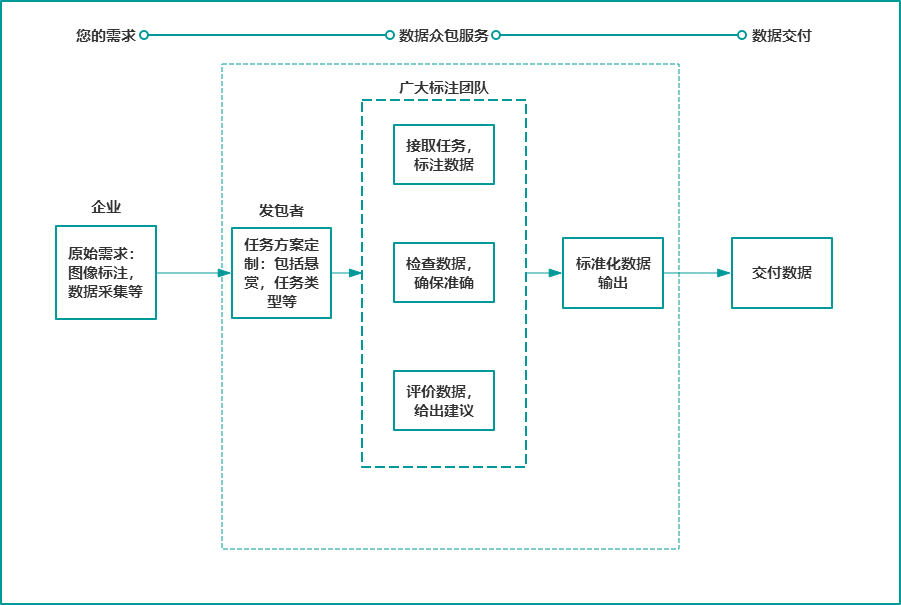 您的需求
数据众包服务
数据交付
广大标注团队
接取任务，
标注数据
企业
原始需求：
图像标注，
数据采集等
发包者
任务方案定
制：包括悬
赏，任务类
型等
检查数据，
确保准确
评价数据，
给出建议
标准化数据
输出
交付数据